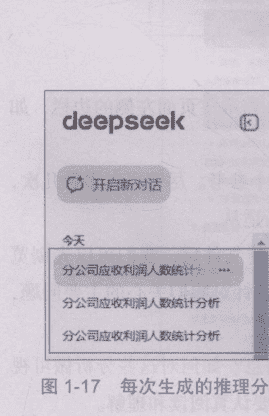 deepseek
开启新对话
今天
分公司应收利润人数统计 ...
分公司应收利润人数统计分析
分公司应收利润人数统计分析
图 1-17 每次生成的推理分